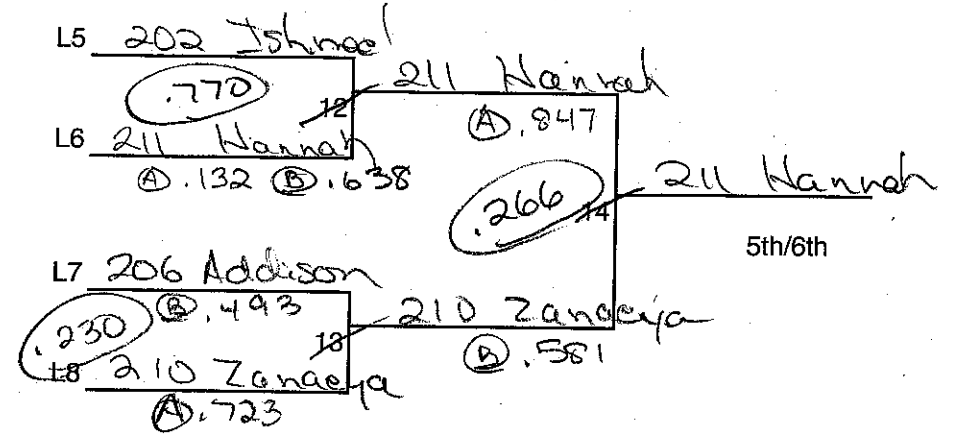 L5 202 Ishmael
.770
12
211 Hannah
Ⓐ .847
L6 211 Hannah
Ⓐ .132 Ⓑ .638
.266
14
211 Hannah
5th/6th
L7 206 Addison
Ⓑ .493
.230
13
210 Zanaeya
Ⓑ .581
L8 210 Zanaeya
Ⓐ .723